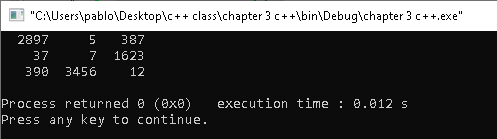 "C:\Users\pablo\Desktop\c++ class\chapter 3 c++\bin\Debug\chapter 3 c++.exe"
  2897     5   387
    37     7  1623
   390  3456    12

Process returned 0 (0x0)   execution time : 0.012 s
Press any key to continue.